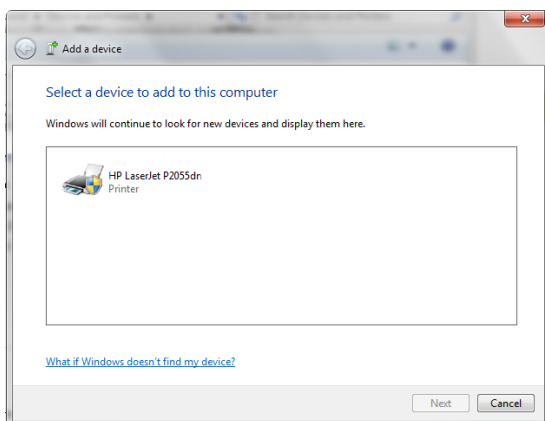 Add a device
Select a device to add to this computer
Windows will continue to look for new devices and display them here.
HP LaserJet P2055dn
Printer
What if Windows doesn't find my device?
Next
Cancel